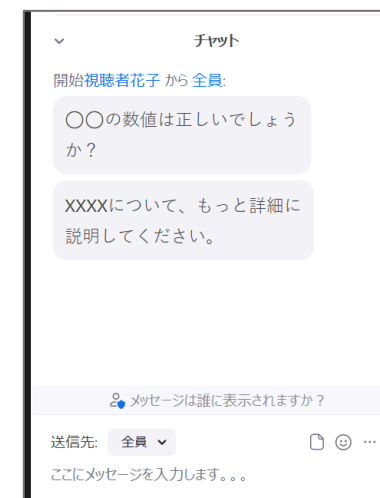 チャット
開始視聴者花子 から 全員:
〇〇の数値は正しいでしょう
か？
XXXXについて、もっと詳細に
説明してください。
メッセージは誰に表示されますか？
送信先: 全員
ここにメッセージを入力します。。。